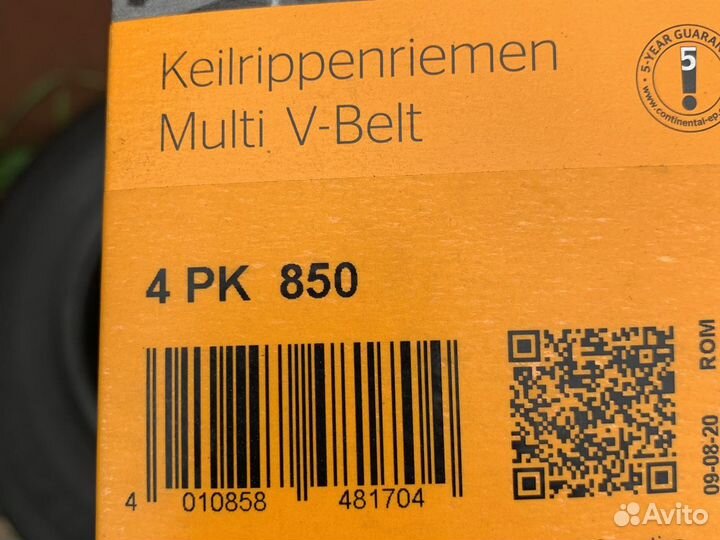 Keilrippenriemen
Multi V-Belt
5-YEAR GUARAN
5
www.continental-ep.
4 PK 850
4 010858 481704
ROM
09-08-20
Avito